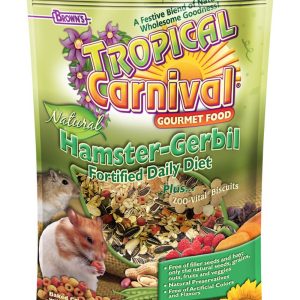 BROWN'S
A Festive Blend of Natural
Wholesome Goodness!
TROPICAL
Carnival
GOURMET FOOD
Natural
Hamster-Gerbil
Fortified Daily Diet
Plus...
ZOO-Vital Biscuits
Free of filler seeds and hay;
only the natural seeds, grains,
nuts, fruits and veggies
Natural Preservatives
Free of Artificial Colors
and Flavors